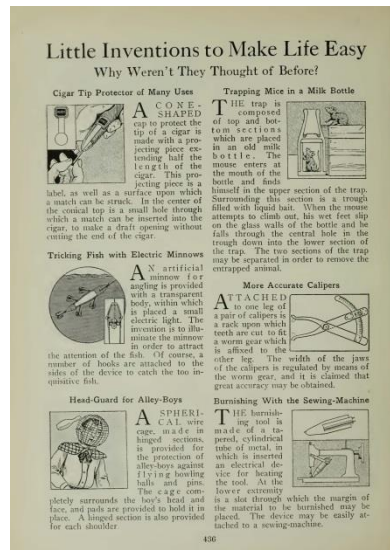 Little Inventions to Make Life Easy
Why Weren't They Thought of Before?
Cigar Tip Protector of Many Uses
A CONE-
SHAPED
cap to protect the
tip of a cigar is
made with a pro-
jecting piece ex-
tending half the
length of the
cigar. This pro-
jecting piece is a
label, as well as a surface upon which
a match can be struck. In the center of
the conical top is a small hole through
which a match can be inserted into the
cigar, to make a draft opening without
cutting the end of the cigar.
Tricking Fish with Electric Minnows
AN artificial
minnow for
angling is provided
with a transparent
body, within which
is placed a small
electric light. The
invention is to illu-
minate the minnow
in order to attract
the attention of the fish. Of course, a
number of hooks are attached to the
sides of the device to catch the too in-
quisitive fish.
Head-Guard for Alley-Boys
A SPHERI-
CAL wire
cage, made in
hinged sections,
is provided for
the protection of
alley-boys against
flying bowling
balls and pins.
The cage com-
pletely surrounds the boy's head and
face, and pads are provided to hold it in
place. A hinged section is also provided
for each shoulder
Trapping Mice in a Milk Bottle
THE trap is
composed
of top and bot-
tom sections
which are placed
in an old milk
bottle. The
mouse enters at
the mouth of the
bottle and finds
himself in the upper section of the trap.
Surrounding this section is a trough
filled with liquid bait. When the mouse
attempts to climb out, his wet feet slip
on the glass walls of the bottle and he
falls through the central hole in the
trough down into the lower section of
the trap. The two sections of the trap
may be separated in order to remove the
entrapped animal.
More Accurate Calipers
ATTACHED
to one leg of
a pair of calipers is
a rack upon which
teeth are cut to fit
a worm gear which
is affixed to the
other leg. The width of the jaws
of the calipers is regulated by means of
the worm gear, and it is claimed that
great accuracy may be obtained.
Burnishing With the Sewing-Machine
THE burnish-
ing tool is
made of a ta-
pered, cylindrical
tube of metal, in
which is inserted
an electrical de-
vice for heating
the tool. At the
lower extremity
is a slot through which the margin of
the material to be burnished may be
placed. The device may be easily at-
tached to a sewing-machine.
436